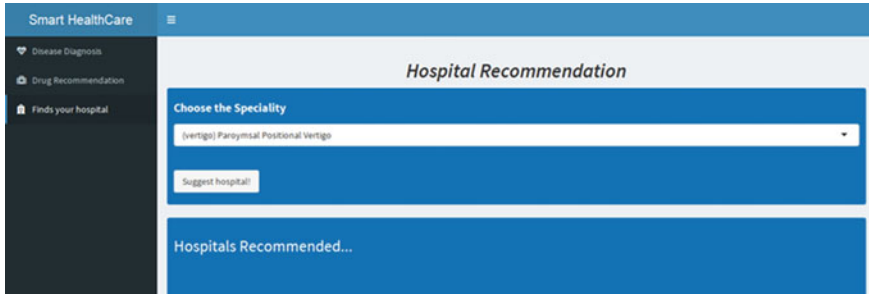 Smart HealthCare
Disease Diagnosis
Drug Recommendation
Finds your hospital
Hospital Recommendation
Choose the Speciality
(vertigo) Paroymsal Positional Vertigo
Suggest hospital!
Hospitals Recommended...